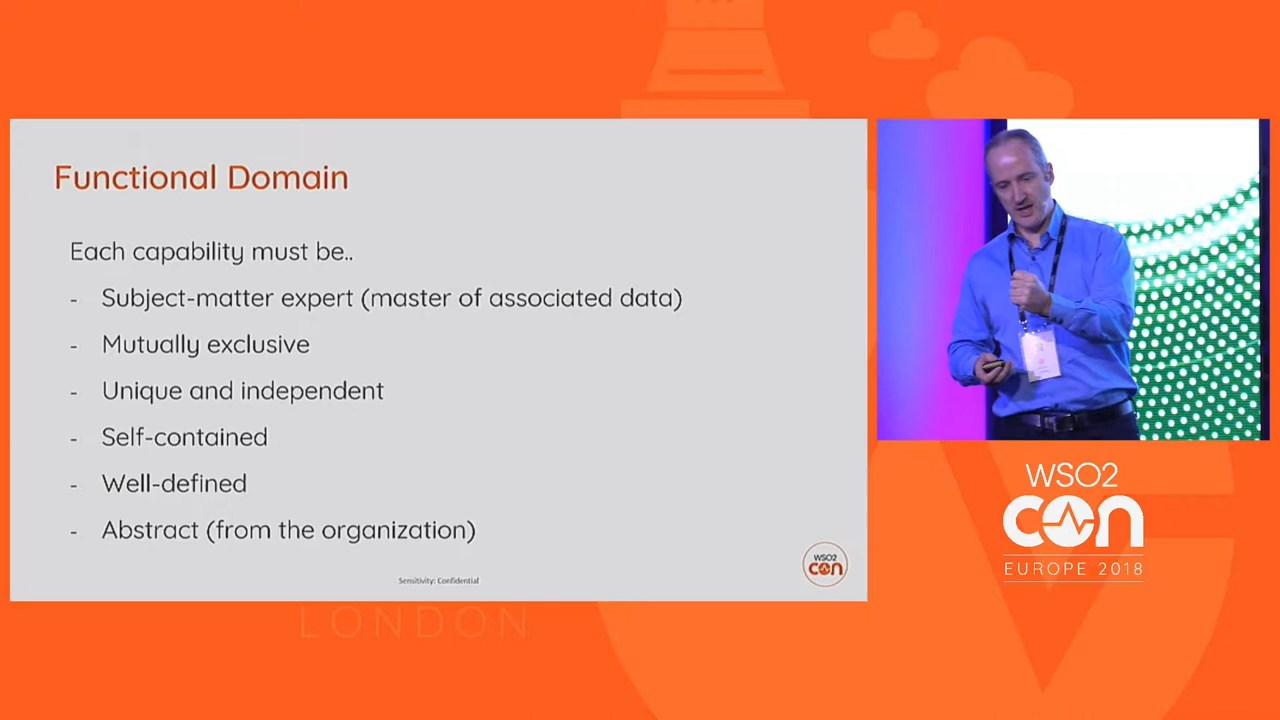 Functional Domain
Each capability must be..
- Subject-matter expert (master of associated data)
- Mutually exclusive
- Unique and independent
- Self-contained
- Well-defined
- Abstract (from the organization)
Sensitivity: Confidential
WSO2
con
WSO2
con
EUROPE 2018
LONDON